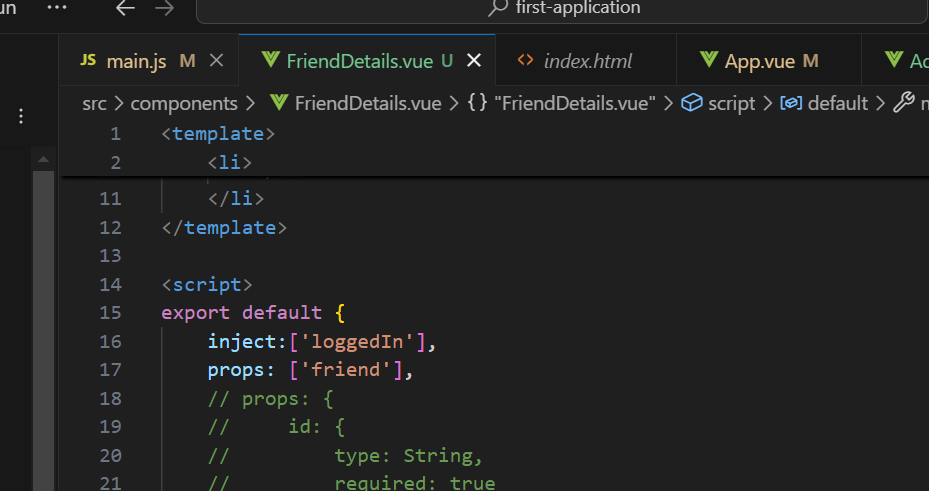 un ··· first-application
JS main.js M FriendDetails.vue U index.html App.vue M Ad
src > components > FriendDetails.vue > {} "FriendDetails.vue" > script > default >
1 <template>
2 <li>
11 </li>
12 </template>
13
14 <script>
15 export default {
16 inject:['loggedIn'],
17 props: ['friend'],
18 // props: {
19 // id: {
20 // type: String,
21 // required: true